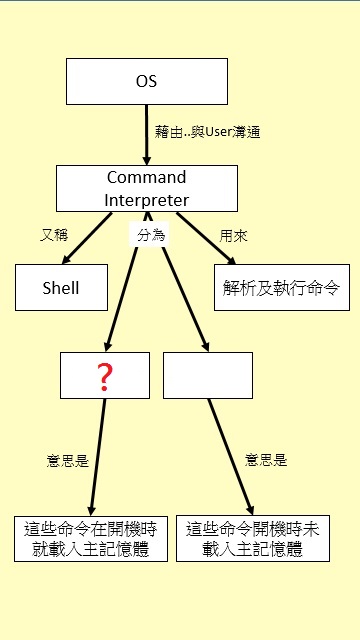 OS
藉由..與User溝通
Command
Interpreter
又稱
分為
用來
Shell
解析及執行命令
?
意思是
意思是
這些命令在開機時
就載入主記憶體
這些命令開機時未
載入主記憶體